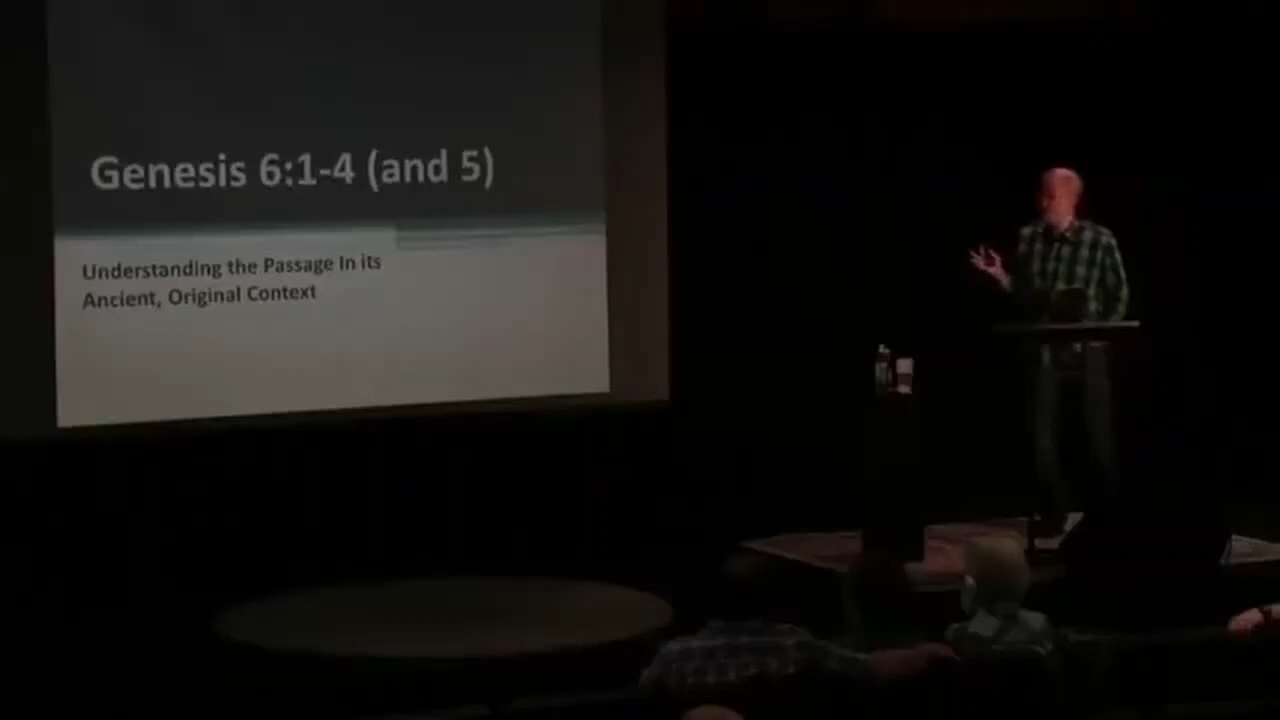 Genesis 6:1-4 (and 5)
Understanding the Passage In its
Ancient, Original Context